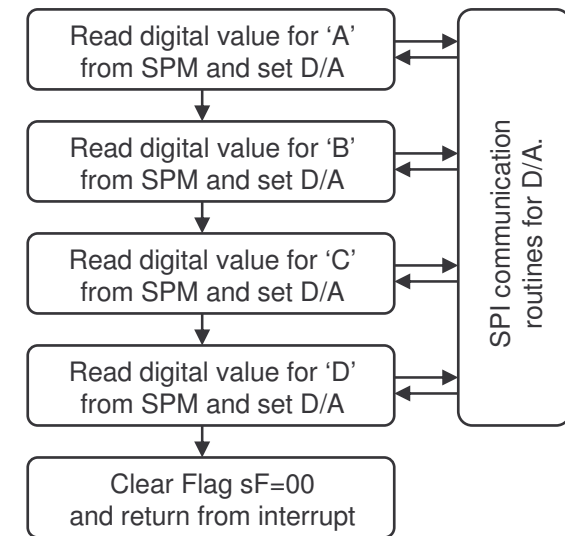 Read digital value for ‘A’
from SPM and set D/A
Read digital value for ‘B’
from SPM and set D/A
Read digital value for ‘C’
from SPM and set D/A
Read digital value for ‘D’
from SPM and set D/A
Clear Flag sF=00
and return from interrupt
SPI communication
routines for D/A.